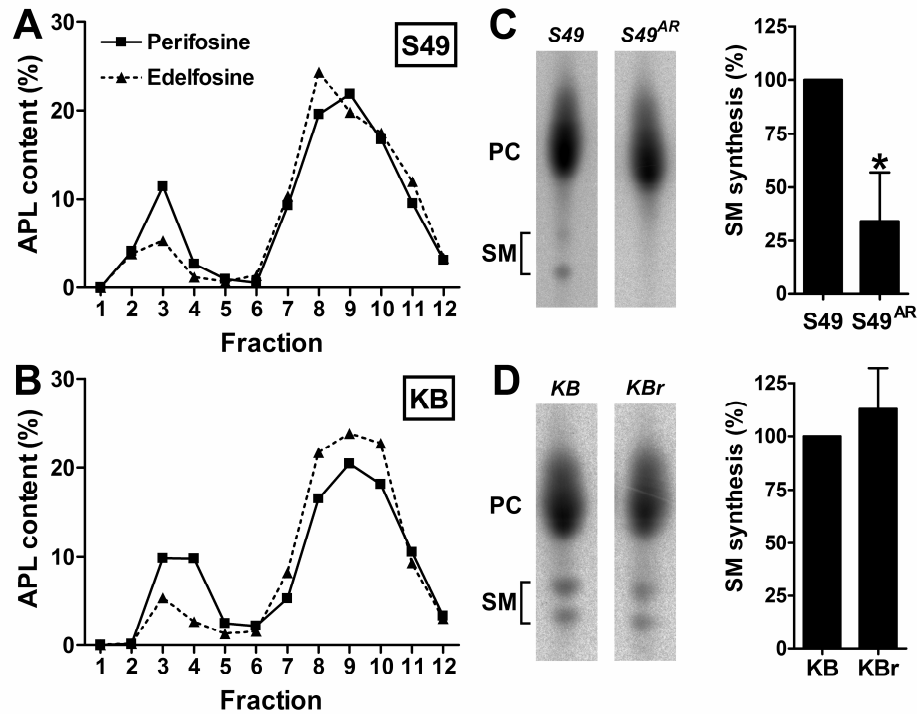 A
S49
Perifosine
Edelfosine
APL content (%)
30
20
10
0
1 2 3 4 5 6 7 8 9 10 11 12
Fraction
B
KB
APL content (%)
30
20
10
0
1 2 3 4 5 6 7 8 9 10 11 12
Fraction
C
S49 S49AR
PC
SM
SM synthesis (%)
125
100
75
50
25
0
*
S49 S49AR
D
KB KBr
PC
SM
SM synthesis (%)
125
100
75
50
25
0
KB KBr